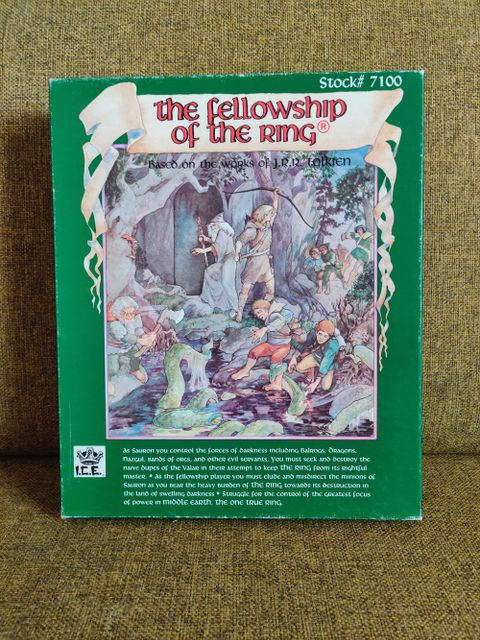 Stock# 7100
the fellowship
of the RING®
Based on the works of J.R.R. tolkien
As Sauron you control the forces of darkness including Balrogs, Dragons,
Nazgul, bands of orcs, and other evil servants. You must seek and destroy the
naive dupes of the Valar in their attempt to keep THE RING from its rightful
master. • As the fellowship player you must elude and misdirect the minions of
Sauron as you bear the heavy burden of THE RING towards its destruction in
the land of swelling darkness • Struggle for the control of the greatest focus
of power in MIDDLE EARTH, THE ONE TRUE RING.
I.C.E.